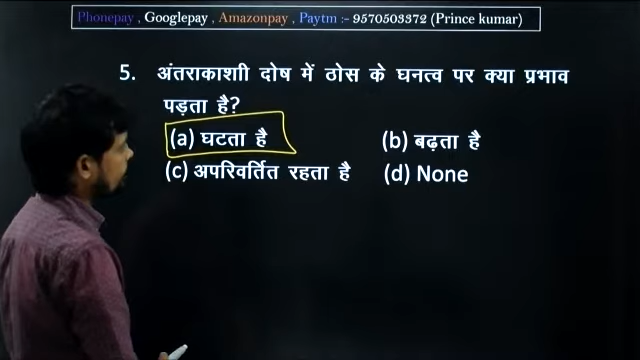 Phonepay , Googlepay , Amazonpay , Paytm :- 9570503372 (Prince kumar)
5. अंतराकाशाी दोष में ठोस के घनत्व पर क्या प्रभाव
पड़ता है?
(a) घटता है (b) बढ़ता है
(c) अपरिवर्तित रहता है (d) None